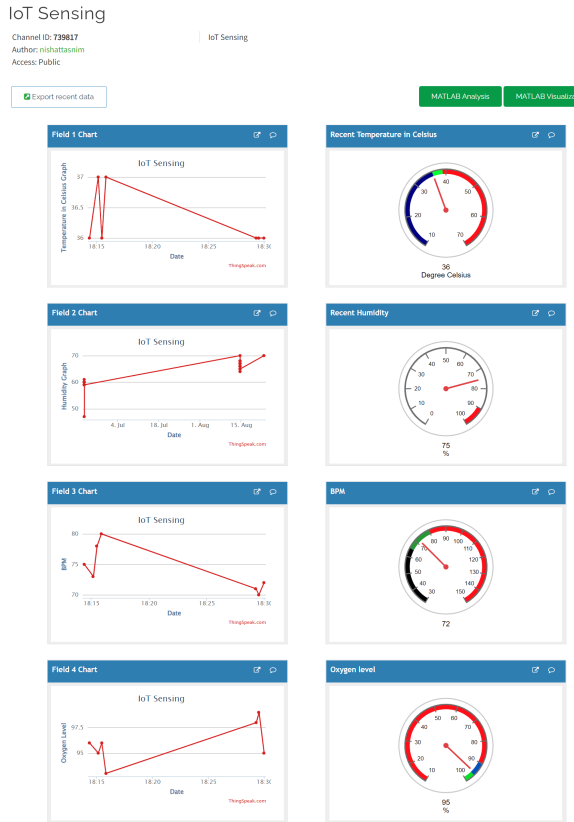 IoT Sensing
Channel ID: 739817
IoT Sensing
Author: nishattasnim
Access: Public
Export recent data
MATLAB Analysis
MATLAB Visualiza
Field 1 Chart
IoT Sensing
Temperature in Celsius Graph
37
36.5
36
18:15
18:20
18:25
18:30
Date
ThingSpeak.com
Recent Temperature in Celsius
10
20
30
40
50
60
70
36
Degree Celsius
Field 2 Chart
IoT Sensing
Humidity Graph
70
60
50
4. Jul
18. Jul
1. Aug
15. Aug
Date
ThingSpeak.com
Recent Humidity
0
10
20
30
40
50
60
70
80
90
100
75
%
Field 3 Chart
IoT Sensing
BPM
80
75
70
18:15
18:20
18:25
18:30
Date
ThingSpeak.com
BPM
30
40
50
60
70
80
90
100
110
120
130
140
150
72
Field 4 Chart
IoT Sensing
Oxygen Level
97.5
95
18:15
18:20
18:25
18:30
Date
ThingSpeak.com
Oxygen level
10
20
30
40
50
60
70
80
90
100
95
%